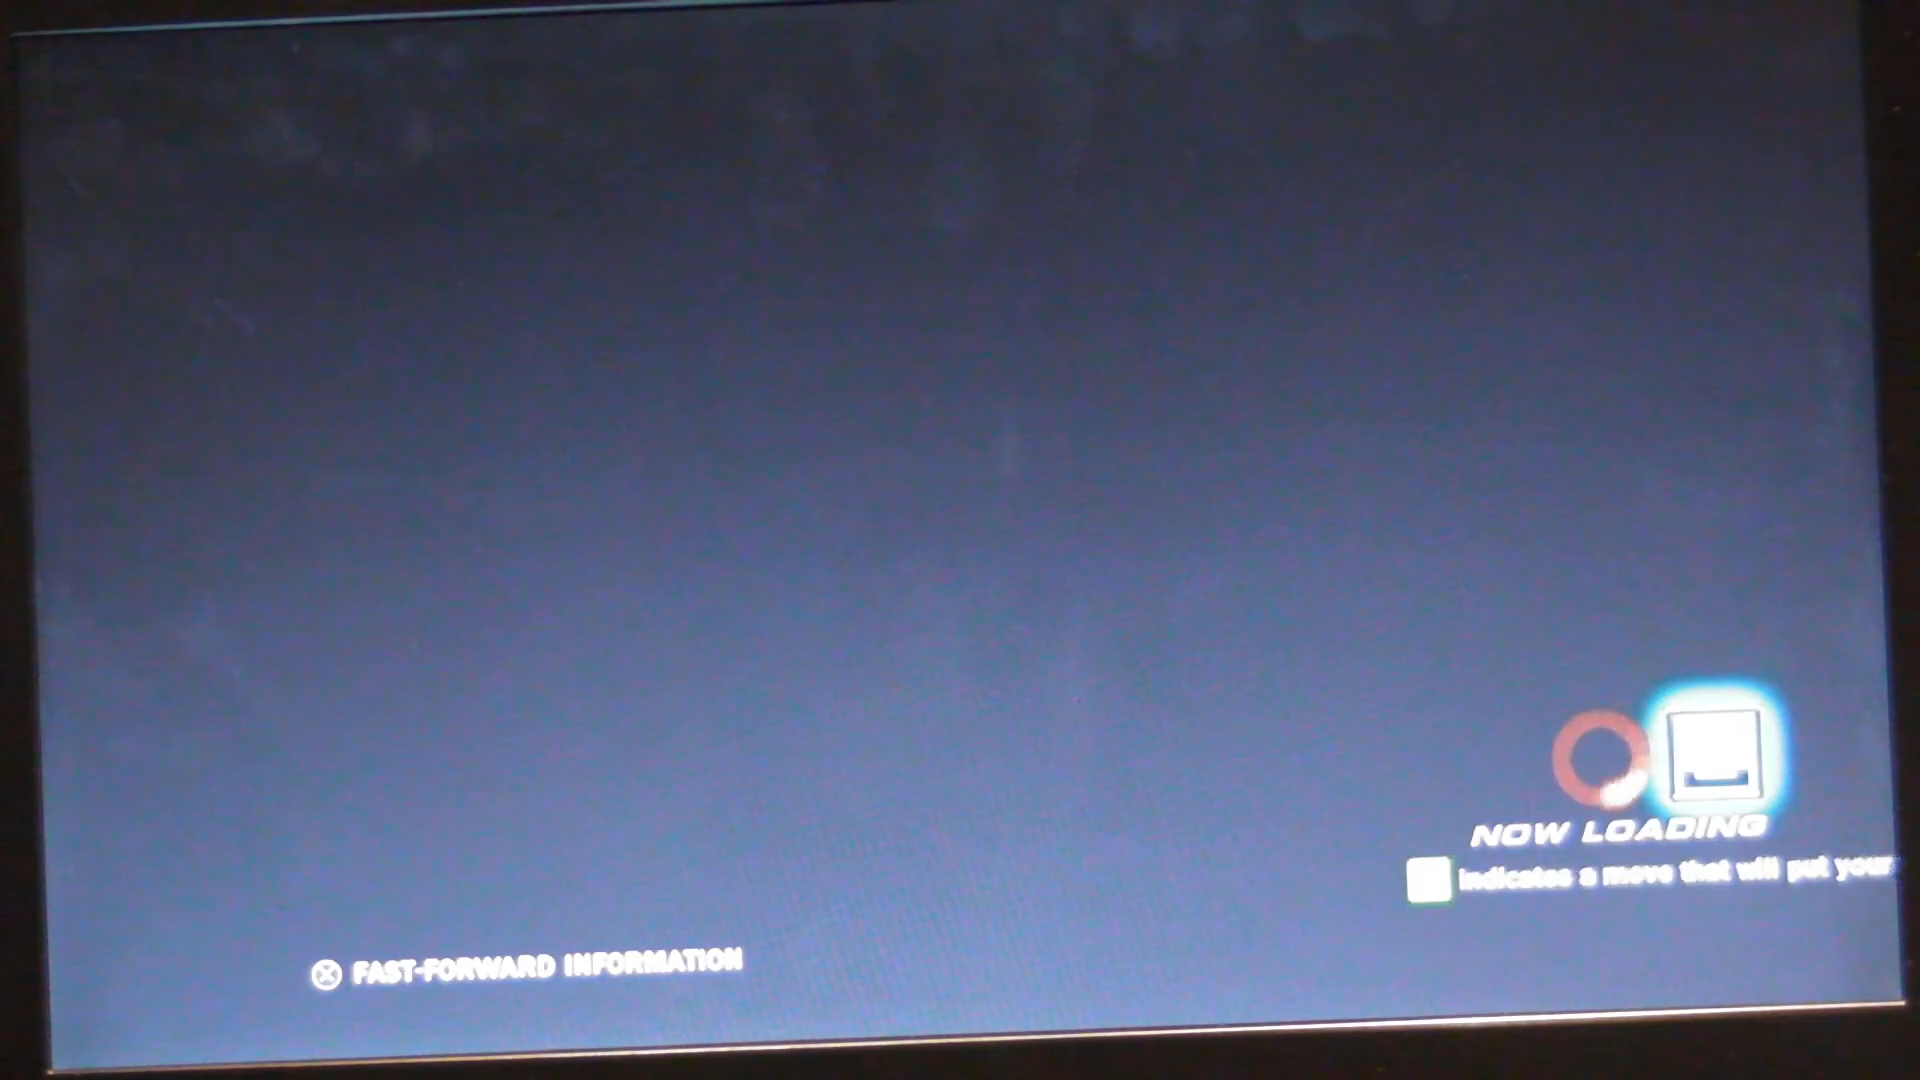 NOW LOADING
indicates a move that will put your
FAST-FORWARD INFORMATION